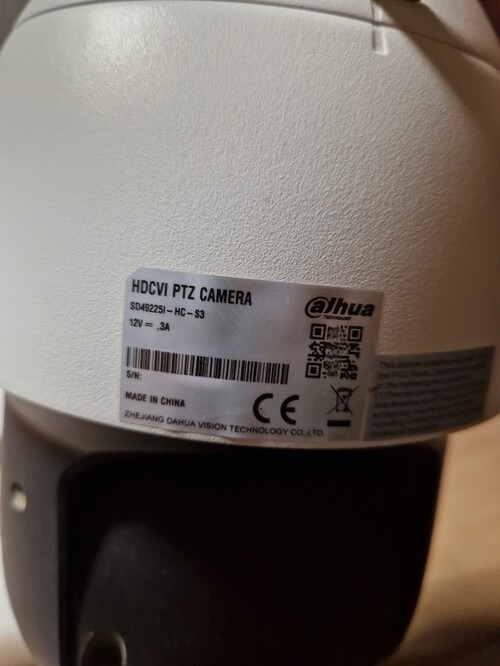 HDCVI PTZ CAMERA
alhua
TECHNOLOGY
SD49225I-HC-S3
12V ⎓ .3A
S/N:
MADE IN CHINA
CE
ZHEJIANG DAHUA VISION TECHNOLOGY CO.,LTD.